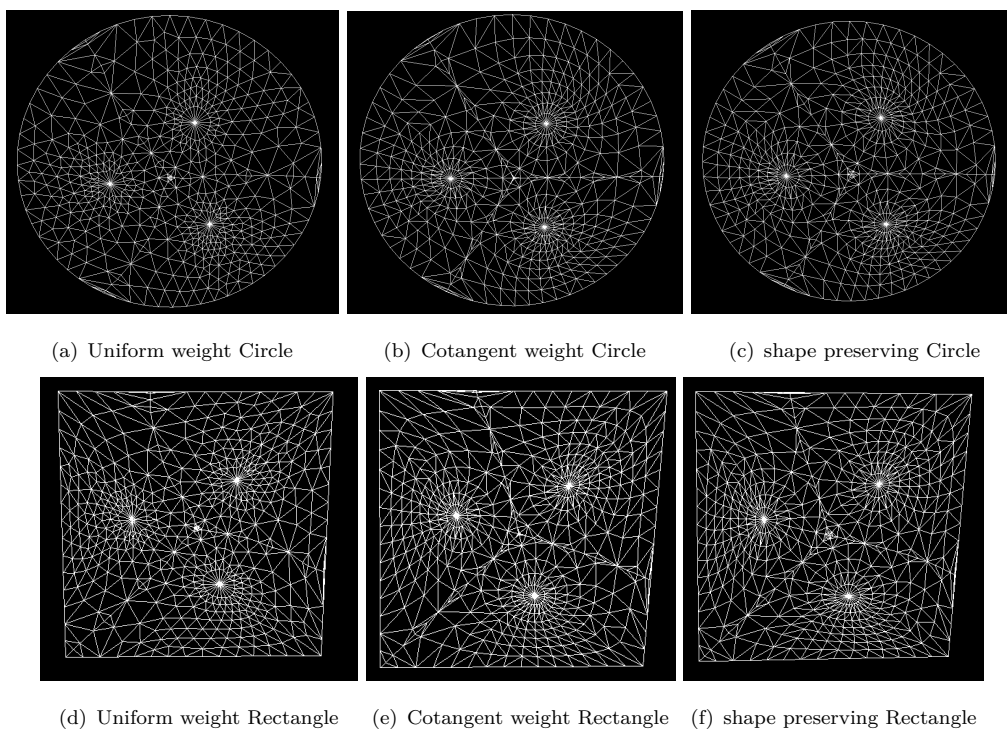 (a) Uniform weight Circle
(b) Cotangent weight Circle
(c) shape preserving Circle
(d) Uniform weight Rectangle
(e) Cotangent weight Rectangle
(f) shape preserving Rectangle